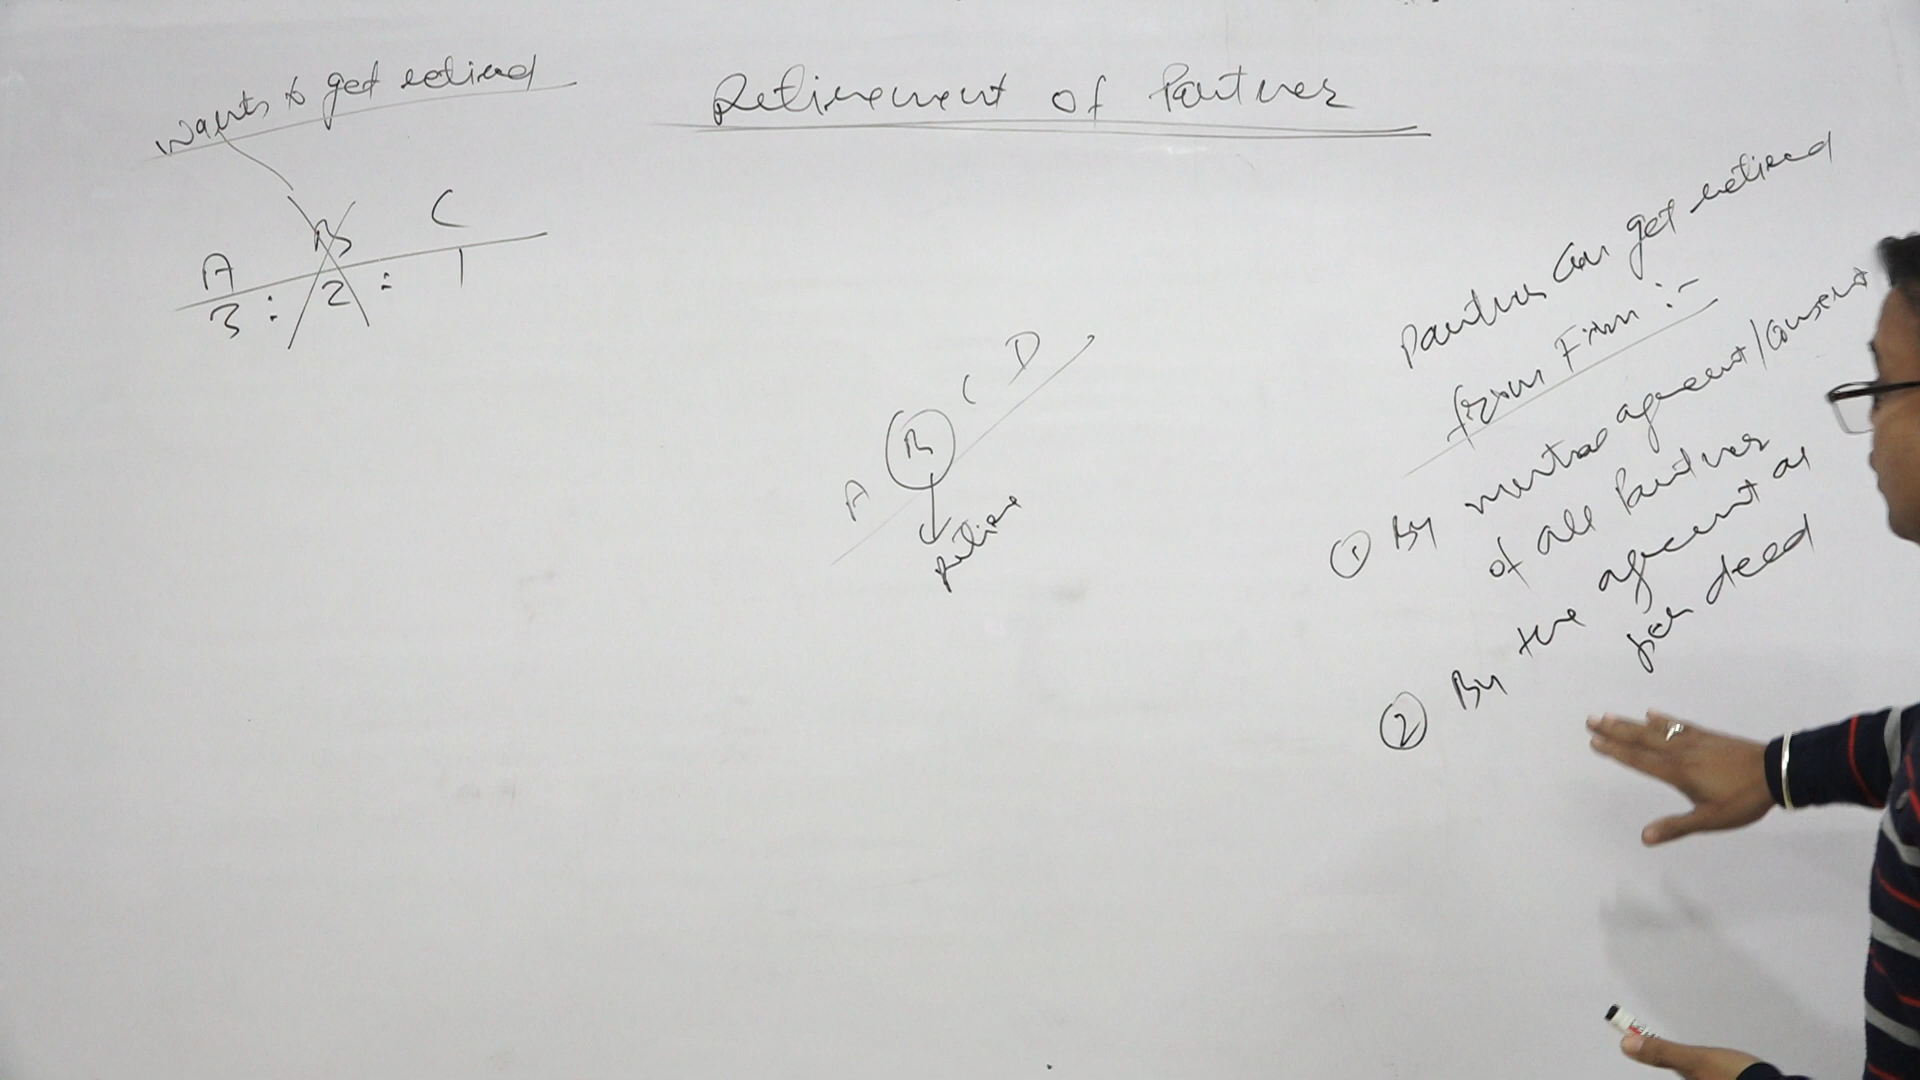 Retirement of Partner
wants to get retired
A B C
3 : 2 : 1
A B C D
retire
Partner can get retired
from Firm :-
① By mutual agreement/consent
of all Partner
② By the agreement as
per deed